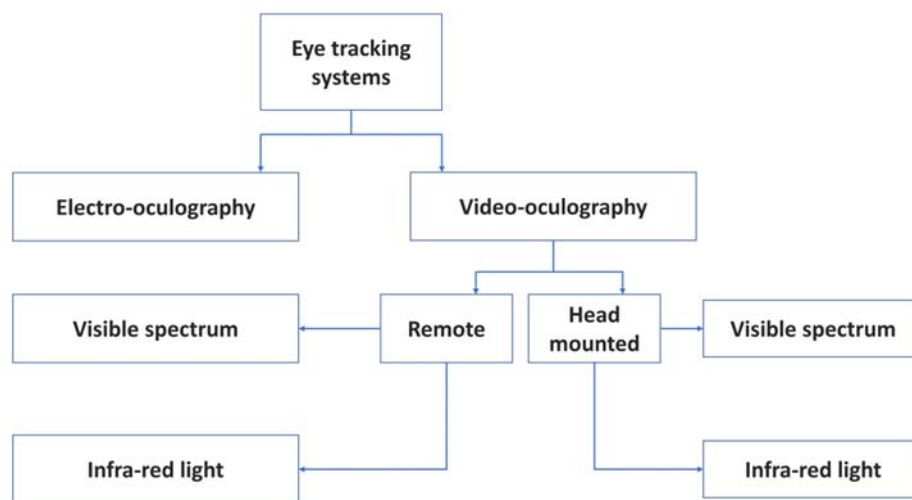 Eye tracking
systems
Electro-oculography
Video-oculography
Visible spectrum
Remote
Head
mounted
Visible spectrum
Infra-red light
Infra-red light